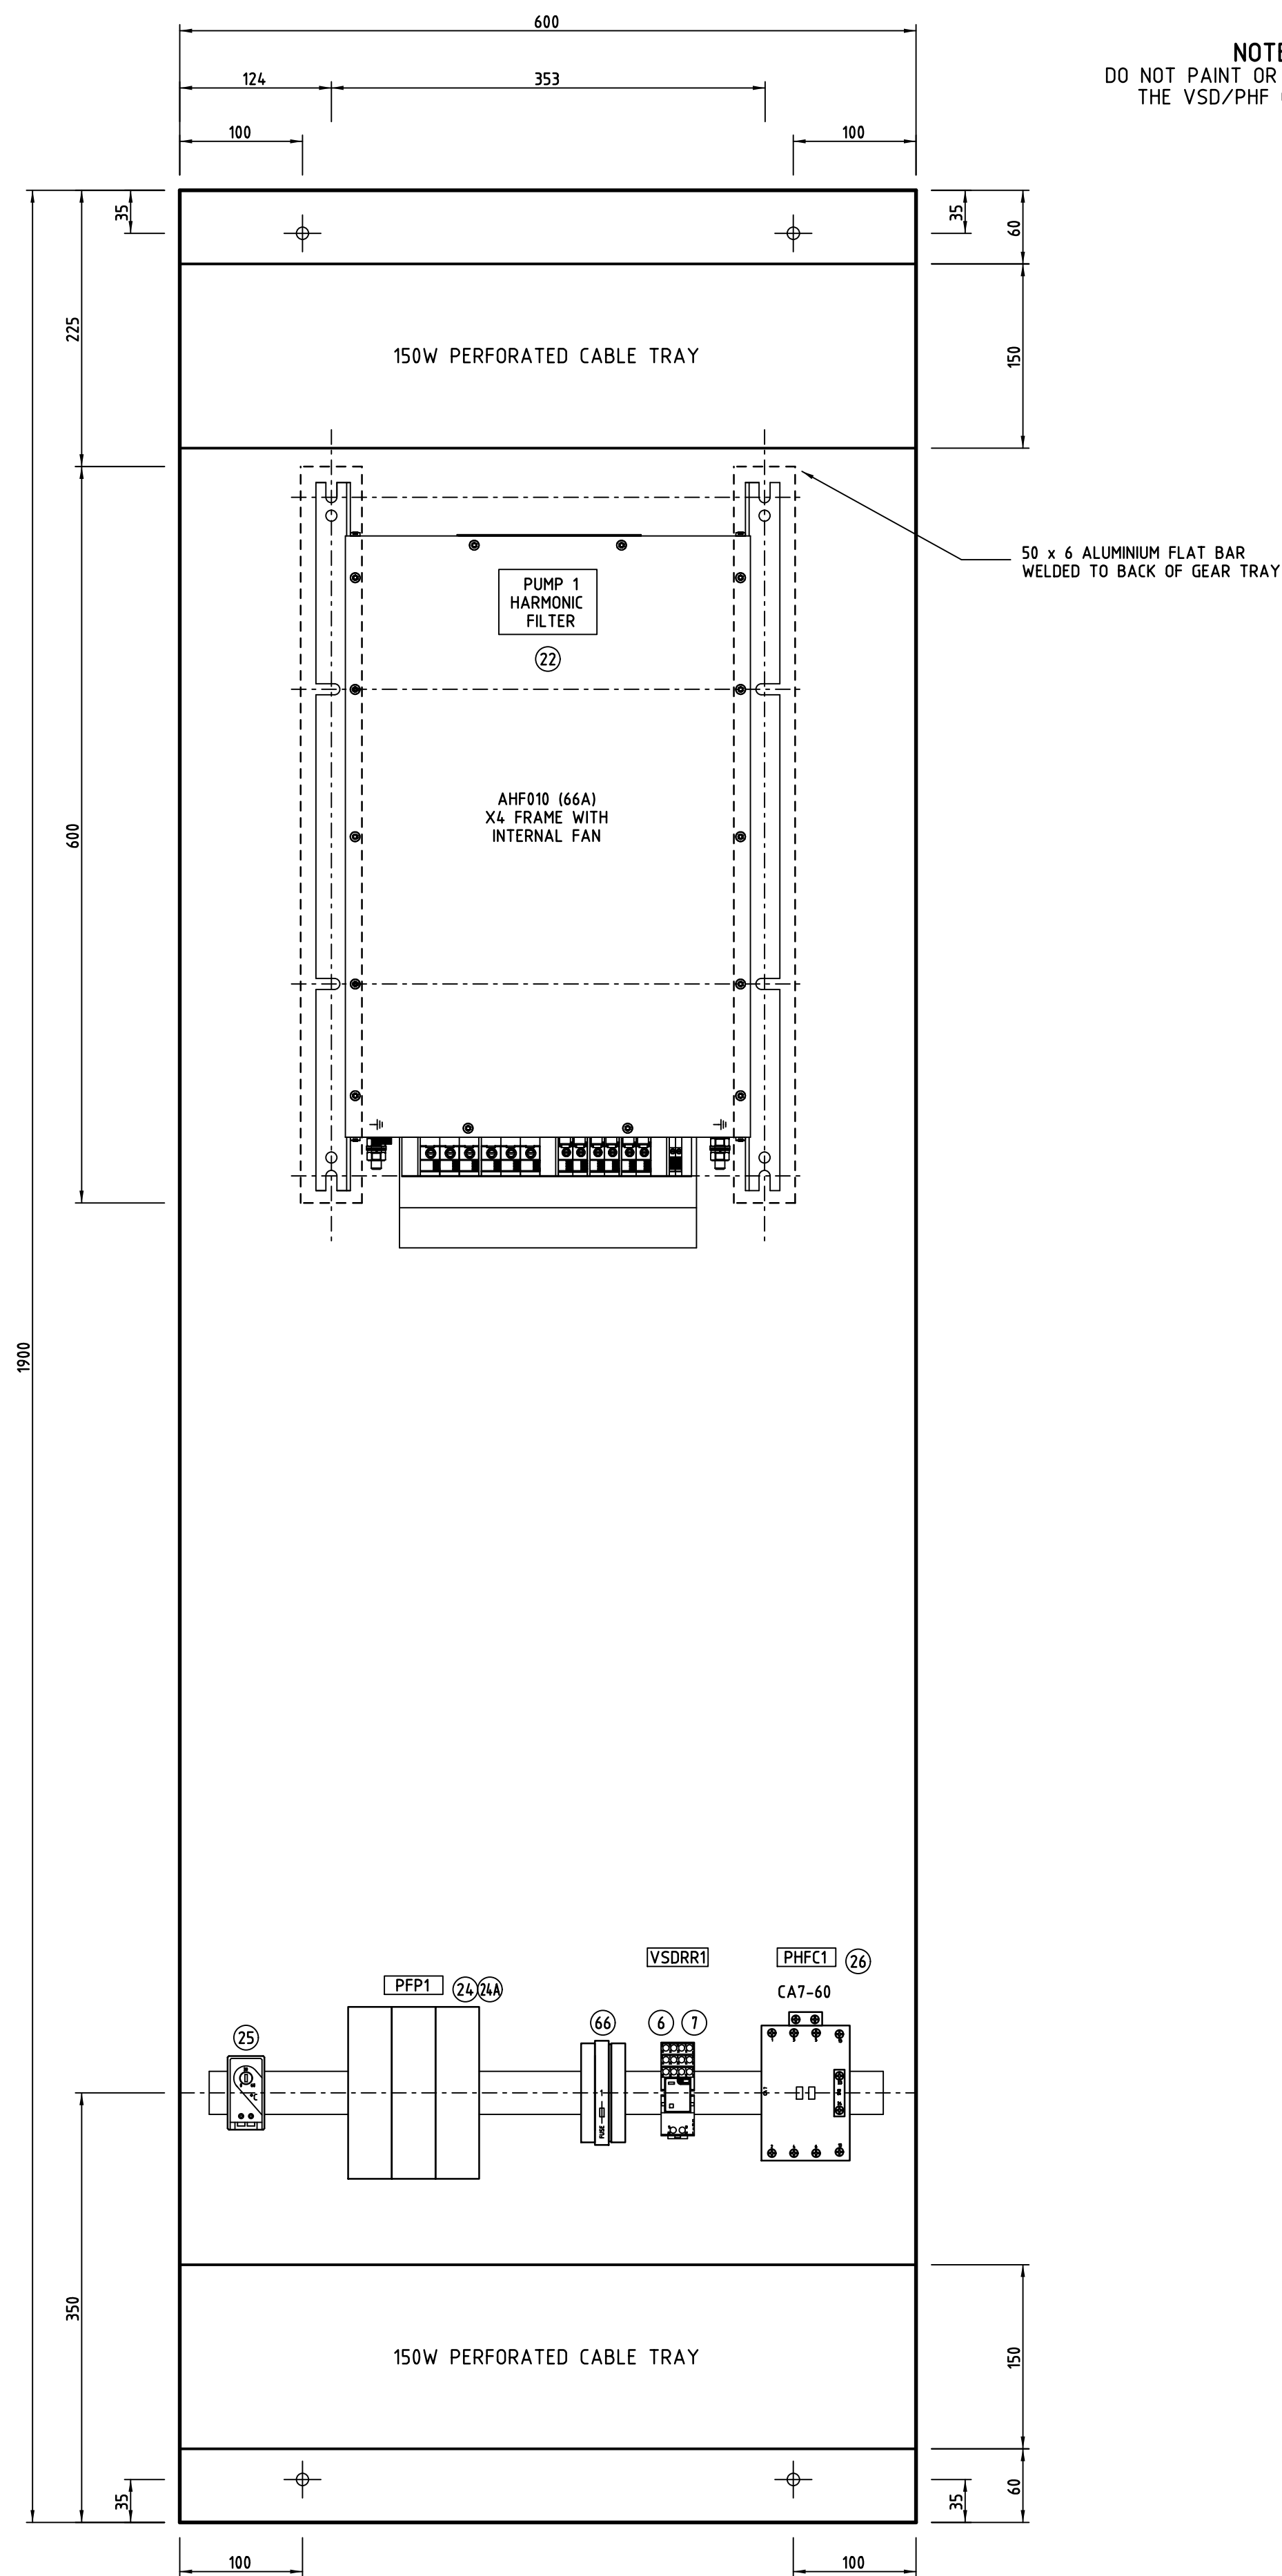 600
NOTE
DO NOT PAINT OR
THE VSD/PHF
124
353
100
100
35
35
60
225
150W PERFORATED CABLE TRAY
150
50 x 6 ALUMINIUM FLAT BAR
WELDED TO BACK OF GEAR TRAY
PUMP 1
HARMONIC
FILTER
22
AHF010 (66A)
X4 FRAME WITH
INTERNAL FAN
600
1900
VSDRR1
PHFC1
26
PFP1
24
24A
CA7-60
25
66
6
7
FUSE
350
150W PERFORATED CABLE TRAY
150
35
35
60
100
100